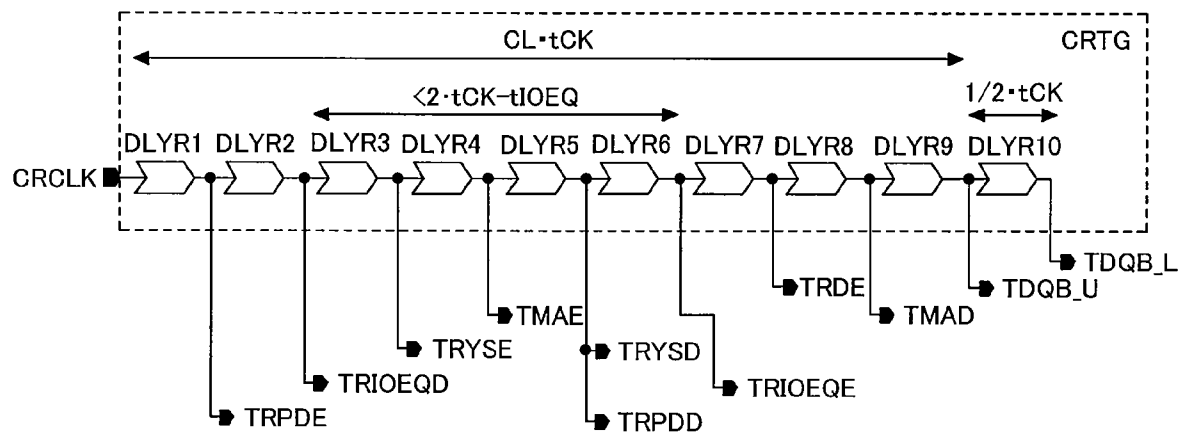 CL·tCK
CRTG
<2·tCK-tIOEQ
1/2·tCK
DLYR1 DLYR2 DLYR3 DLYR4 DLYR5 DLYR6 DLYR7 DLYR8 DLYR9 DLYR10
CRCLK
TDQB_L
TRDE
TDQB_U
TMAE
TMAD
TRYSE
TRYSD
TRIOEQD
TRIOEQE
TRPDE
TRPDD